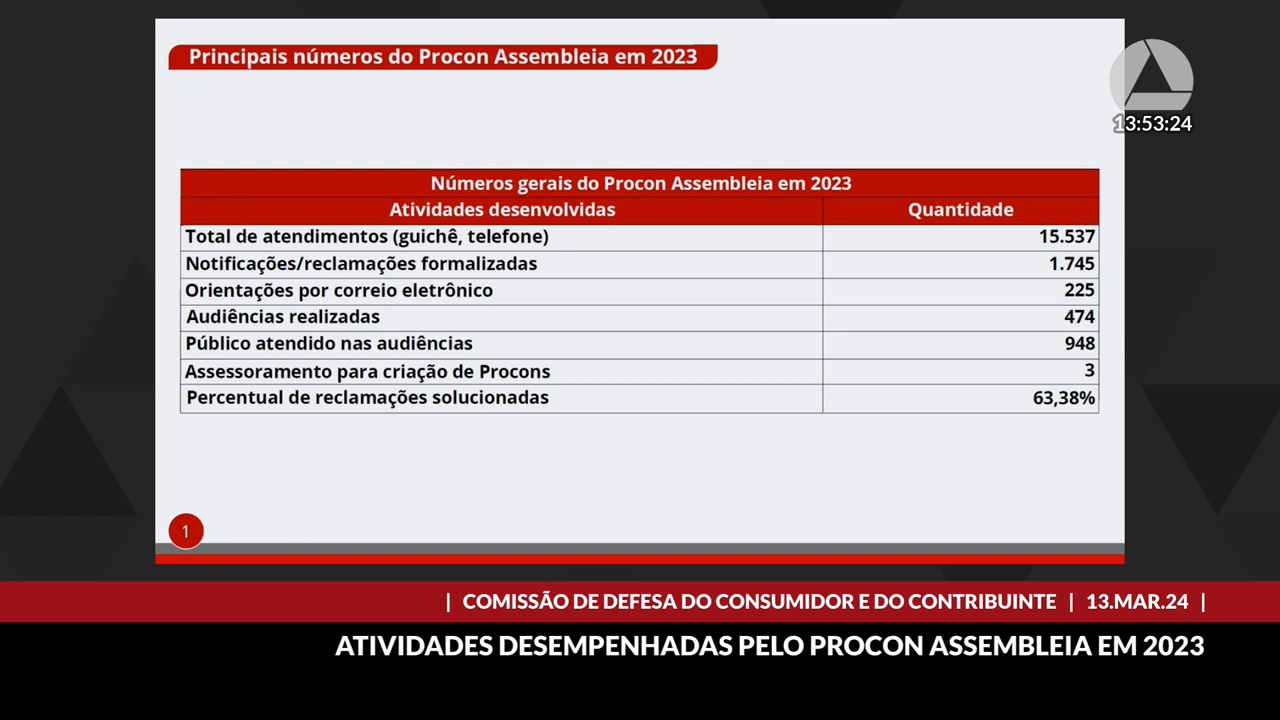 Principais números do Procon Assembleia em 2023
13:53:24
Números gerais do Procon Assembleia em 2023
Atividades desenvolvidas Quantidade
Total de atendimentos (guichê, telefone) 15.537
Notificações/reclamações formalizadas 1.745
Orientações por correio eletrônico 225
Audiências realizadas 474
Público atendido nas audiências 948
Assessoramento para criação de Procons 3
Percentual de reclamações solucionadas 63,38%
1
| COMISSÃO DE DEFESA DO CONSUMIDOR E DO CONTRIBUINTE | 13.MAR.24 |
ATIVIDADES DESEMPENHADAS PELO PROCON ASSEMBLEIA EM 2023